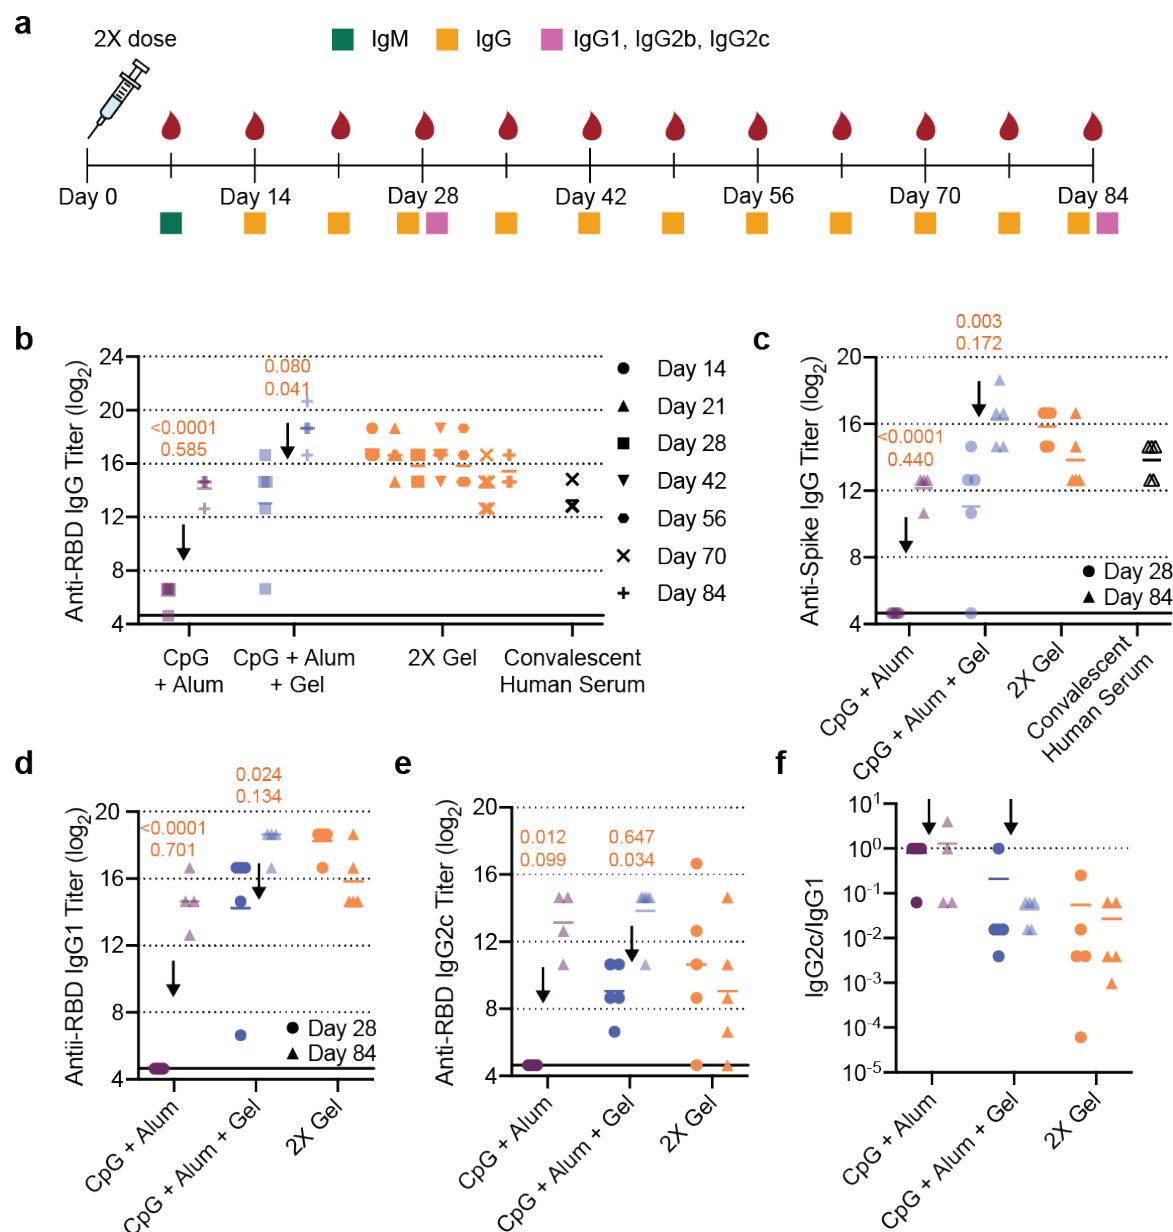 a
2X dose
IgM
IgG
IgG1, IgG2b, IgG2c
Day 0
Day 14
Day 28
Day 42
Day 56
Day 70
Day 84
b
Anti-RBD IgG Titer (log2)
24
20
16
12
8
4
<0.0001
0.585
0.080
0.041
CpG
+ Alum
CpG + Alum
+ Gel
2X Gel
Convalescent
Human Serum
Day 14
Day 21
Day 28
Day 42
Day 56
Day 70
Day 84
c
Anti-Spike IgG Titer (log2)
20
16
12
8
4
<0.0001
0.440
0.003
0.172
Day 28
Day 84
CpG + Alum
CpG + Alum + Gel
2X Gel
Convalescent
Human Serum
d
Antii-RBD IgG1 Titer (log2)
20
16
12
8
4
<0.0001
0.701
0.024
0.134
Day 28
Day 84
CpG + Alum
CpG + Alum + Gel
2X Gel
e
Anti-RBD IgG2c Titer (log2)
20
16
12
8
4
0.012
0.099
0.647
0.034
CpG + Alum
CpG + Alum + Gel
2X Gel
f
IgG2c/IgG1
10^1
10^0
10^-1
10^-2
10^-3
10^-4
10^-5
CpG + Alum
CpG + Alum + Gel
2X Gel